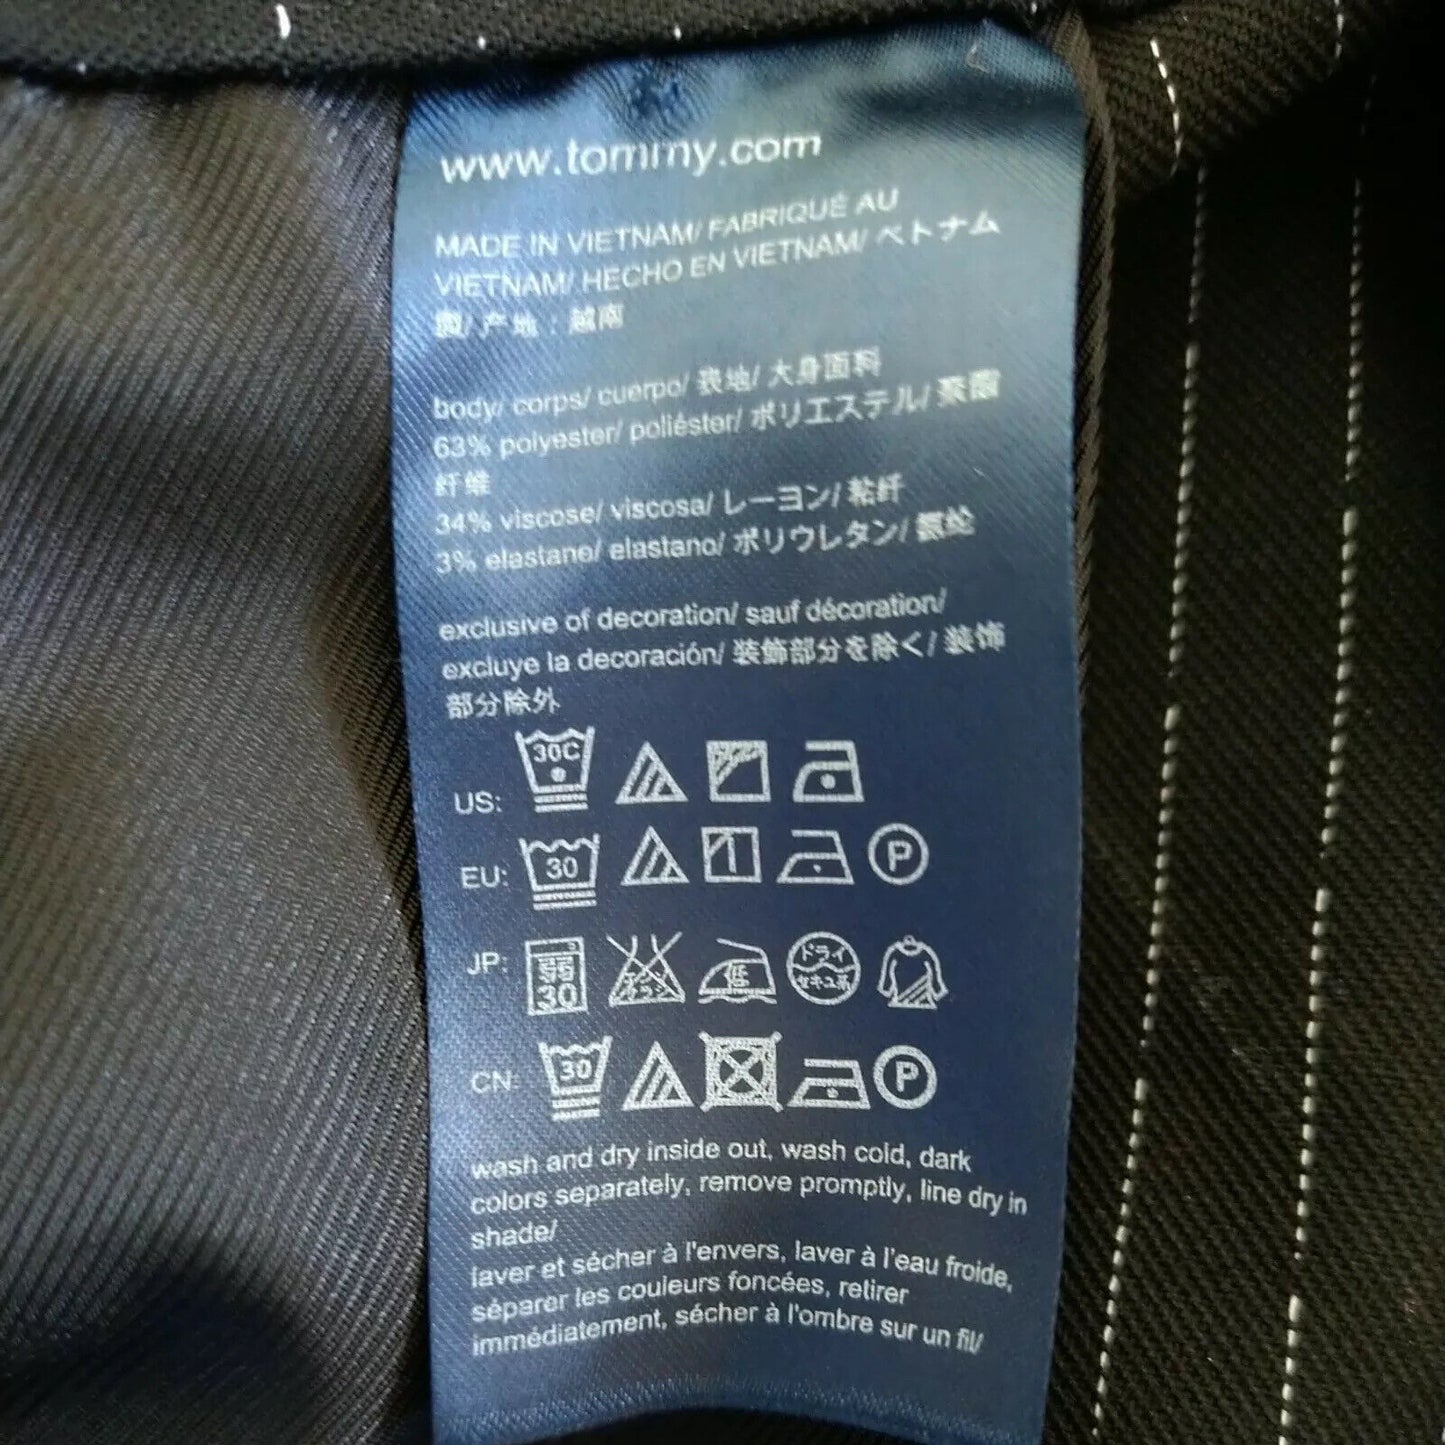 www.tommy.com
MADE IN VIETNAM/ FABRIQUÉ AU
VIETNAM/ HECHO EN VIETNAM/ ベトナム
製/ 产地 : 越南
body/ corps/ cuerpo/ 表地/ 大身面料
63% polyester/ poliéster/ ポリエステル/ 聚酯
纤维
34% viscose/ viscosa/ レーヨン/ 粘纤
3% elastane/ elastano/ ポリウレタン/ 氨纶
exclusive of decoration/ sauf décoration/
excluye la decoración/ 装飾部分を除く/ 装饰
部分除外
US: 30C
EU: 30 P
JP: 30 低 ドライ セキユ系
CN: 30 P
wash and dry inside out, wash cold, dark
colors separately, remove promptly, line dry in
shade/
laver et sécher à l'envers, laver à l'eau froide,
séparer les couleurs foncées, retirer
immédiatement, sécher à l'ombre sur un fil/